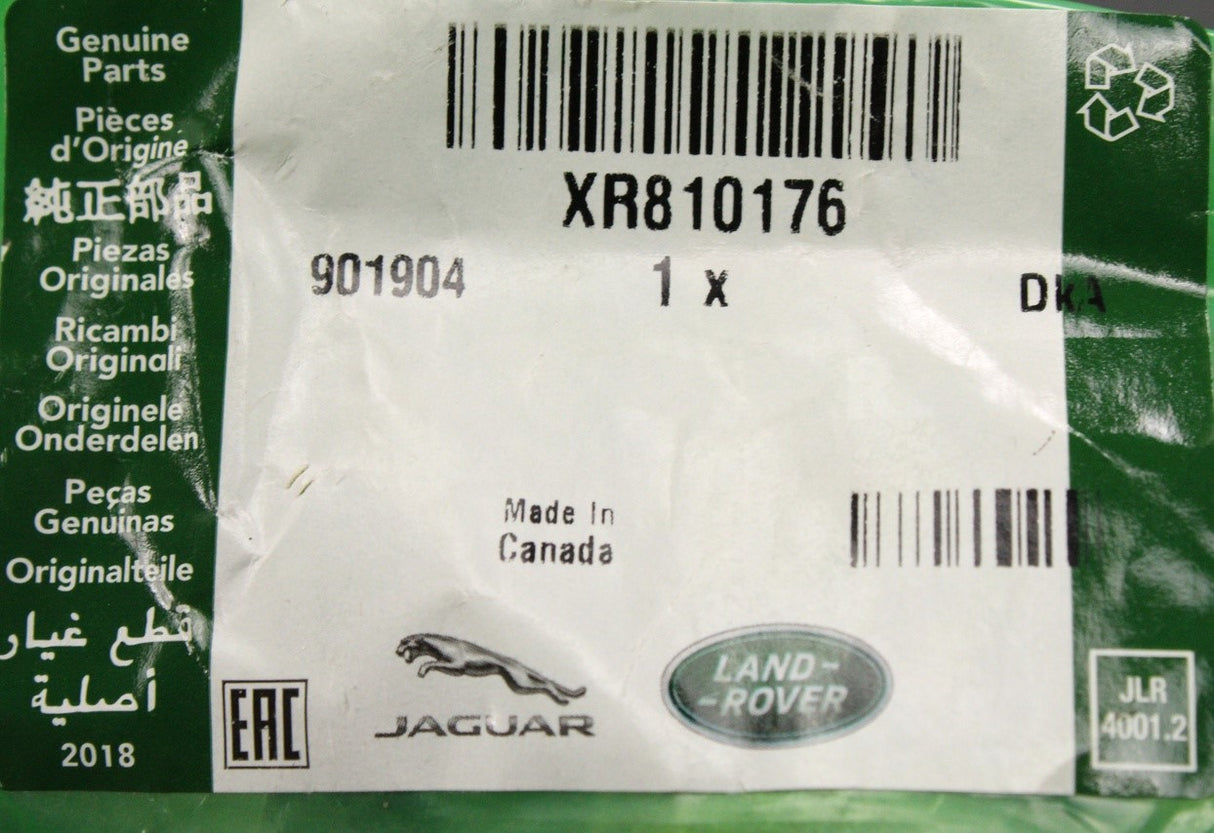 Genuine
Parts
Pièces
d'Origine
純正部品
Piezas
Originales
Ricambi
Originali
Originele
Onderdelen
Peças
Genuínas
Originalteile
قطع غيار
أصلية
2018
XR810176
901904 1 x DkA
Made In
Canada
EAC
JAGUAR
LAND-
-ROVER
JLR
4001.2